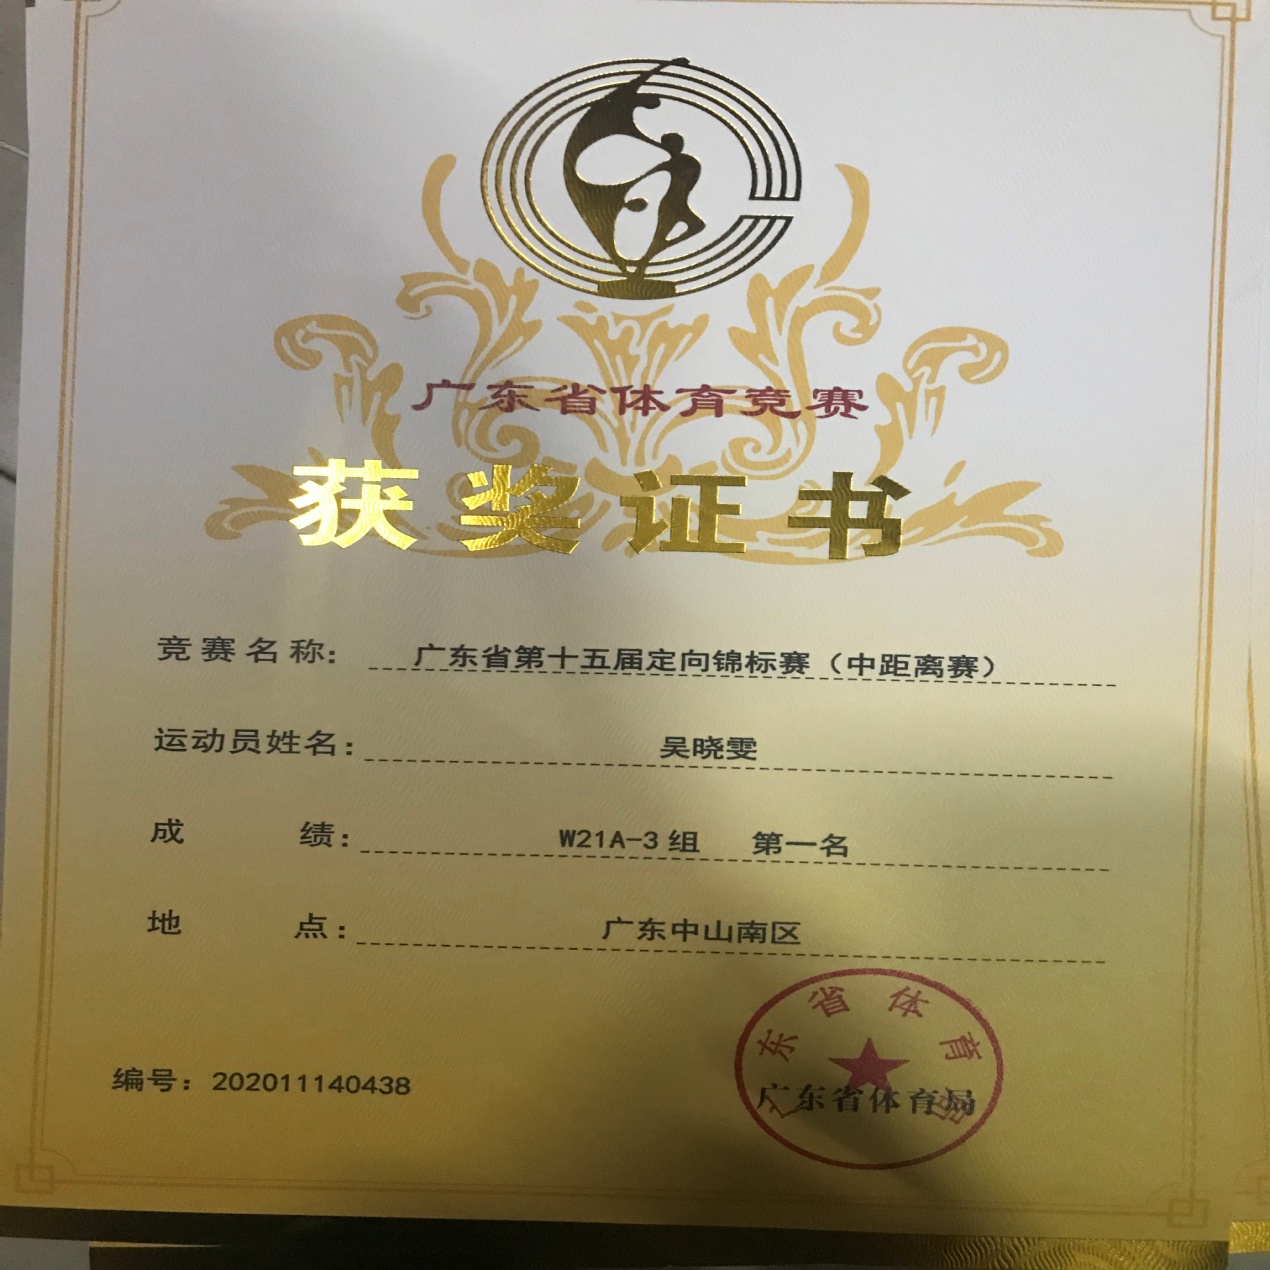 广东省体育竞赛
获奖证书
竞赛名称： 广东省第十五届定向锦标赛（中距离赛）
运动员姓名： 吴晓雯
成绩： W21A-3组 第一名
地点： 广东中山南区
广东省体育局
编号：202011140438
广东省体育局